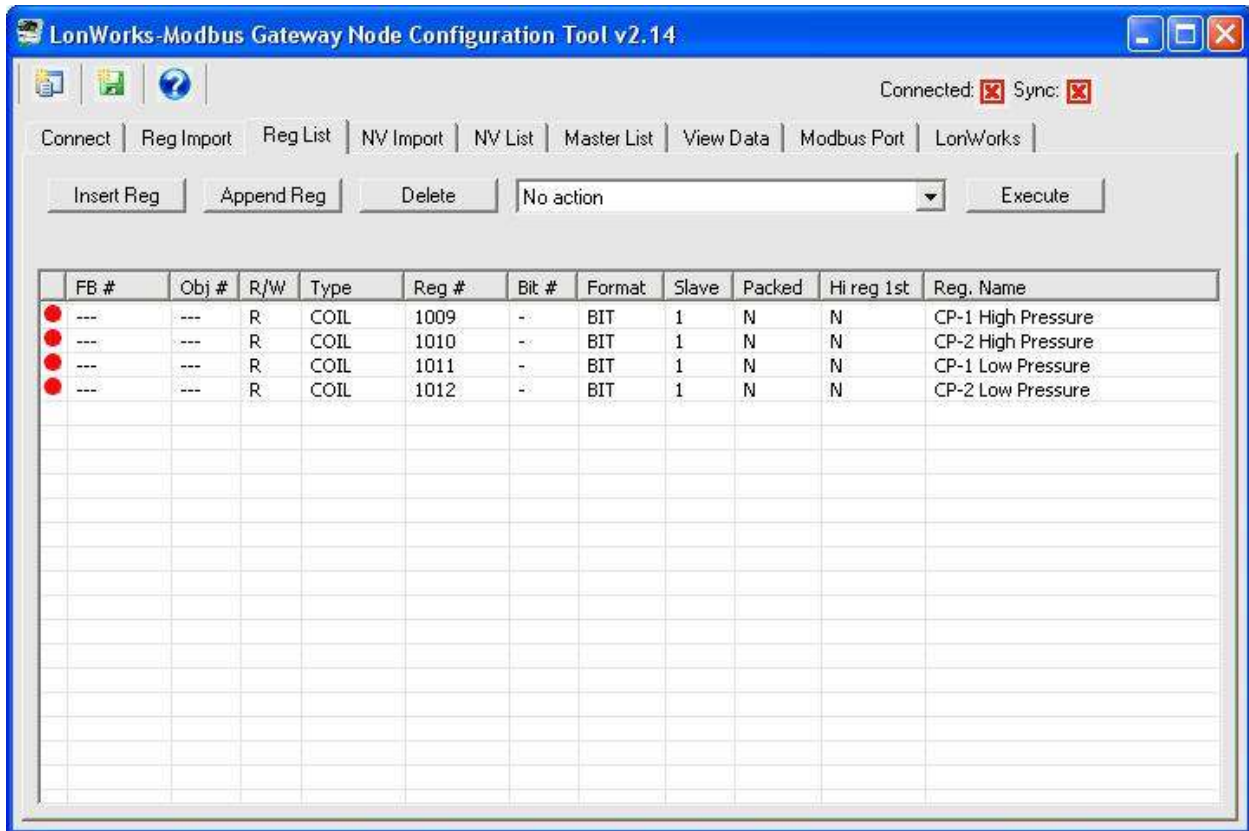 LonWorks-Modbus Gateway Node Configuration Tool v2.14
Connected: Sync:
Connect Reg Import Reg List NV Import NV List Master List View Data Modbus Port LonWorks
Insert Reg Append Reg Delete No action Execute
FB # Obj # R/W Type Reg # Bit # Format Slave Packed Hi reg 1st Reg. Name
--- --- R COIL 1009 - BIT 1 N N CP-1 High Pressure
--- --- R COIL 1010 - BIT 1 N N CP-2 High Pressure
--- --- R COIL 1011 - BIT 1 N N CP-1 Low Pressure
--- --- R COIL 1012 - BIT 1 N N CP-2 Low Pressure